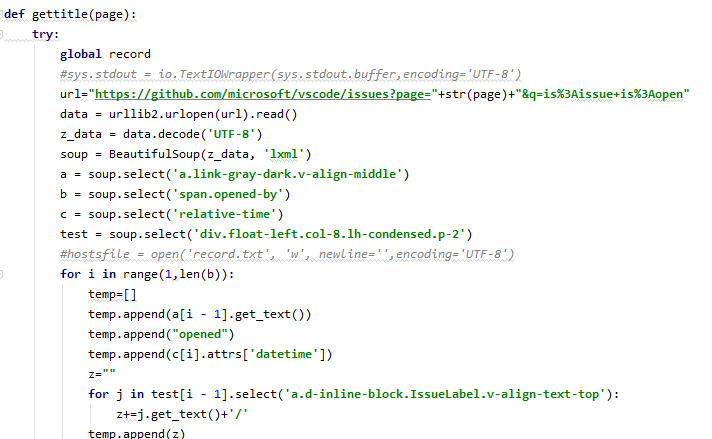 def gettitle(page):
    try:
        global record
        #sys.stdout = io.TextIOWrapper(sys.stdout.buffer,encoding='UTF-8')
        url="https://github.com/microsoft/vscode/issues?page="+str(page)+"&q=is%3Aissue+is%3Aopen"
        data = urllib2.urlopen(url).read()
        z_data = data.decode('UTF-8')
        soup = BeautifulSoup(z_data, 'lxml')
        a = soup.select('a.link-gray-dark.v-align-middle')
        b = soup.select('span.opened-by')
        c = soup.select('relative-time')
        test = soup.select('div.float-left.col-8.lh-condensed.p-2')
        #hostsfile = open('record.txt', 'w', newline='',encoding='UTF-8')
        for i in range(1,len(b)):
            temp=[]
            temp.append(a[i - 1].get_text())
            temp.append("opened")
            temp.append(c[i].attrs['datetime'])
            z=""
            for j in test[i - 1].select('a.d-inline-block.IssueLabel.v-align-text-top'):
                z+=j.get_text()+'/'
            temp.append(z)